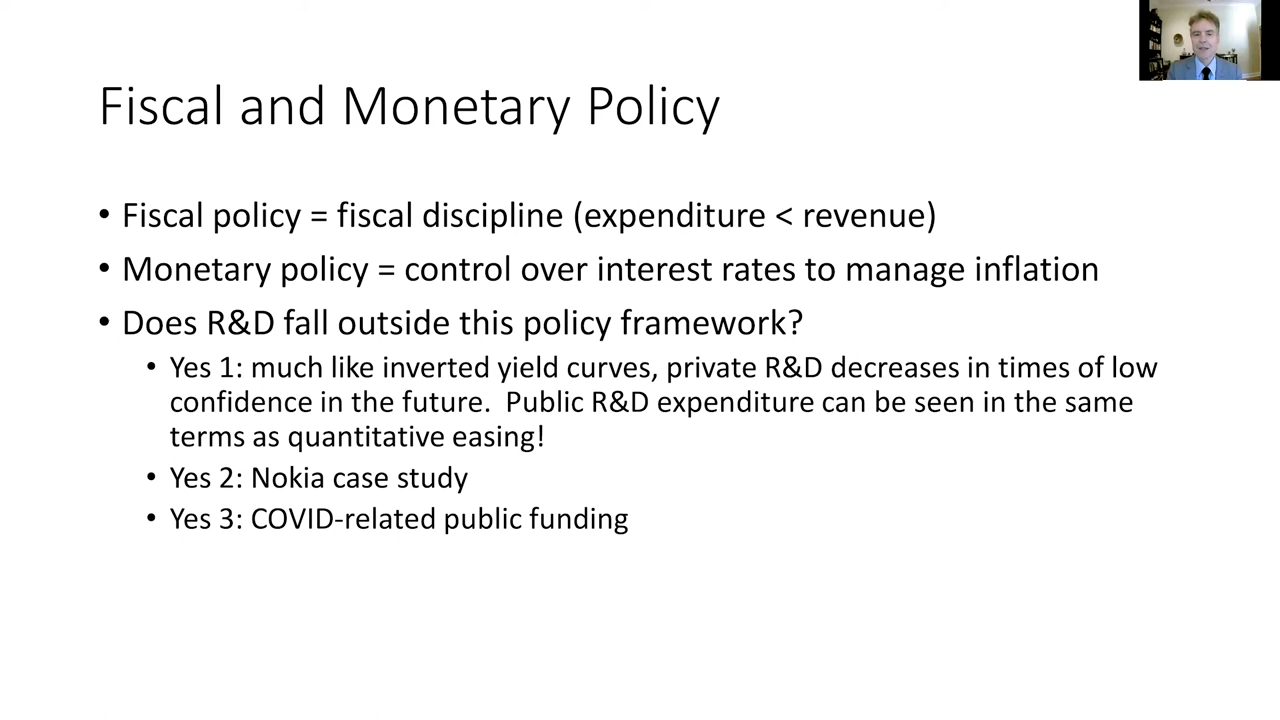 Fiscal and Monetary Policy
• Fiscal policy = fiscal discipline (expenditure < revenue)
• Monetary policy = control over interest rates to manage inflation
• Does R&D fall outside this policy framework?
• Yes 1: much like inverted yield curves, private R&D decreases in times of low
confidence in the future.  Public R&D expenditure can be seen in the same
terms as quantitative easing!
• Yes 2: Nokia case study
• Yes 3: COVID-related public funding